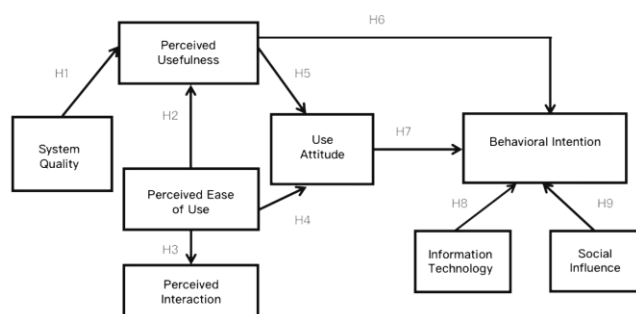 H6
Perceived
Usefulness
H1
H5
H2
System
Quality
Use
Attitude
H7
Behavioral Intention
Perceived Ease
of Use
H4
H8
H9
H3
Information
Technology
Social
Influence
Perceived
Interaction